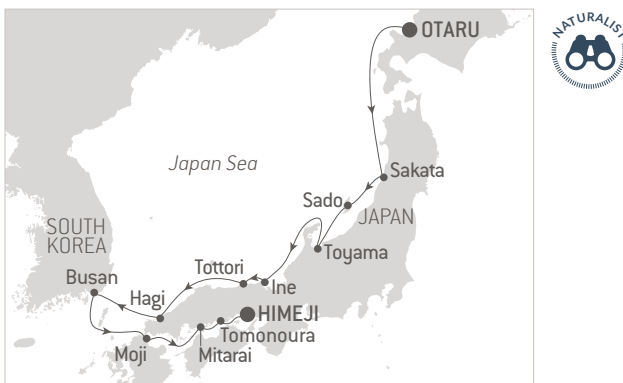 OTARU
NATURALIST
Japan Sea
Sakata
Sado
JAPAN
SOUTH
KOREA
Toyama
Tottori
Busan
Ine
Hagi
HIMEJI
Tomonoura
Moji
Mitarai